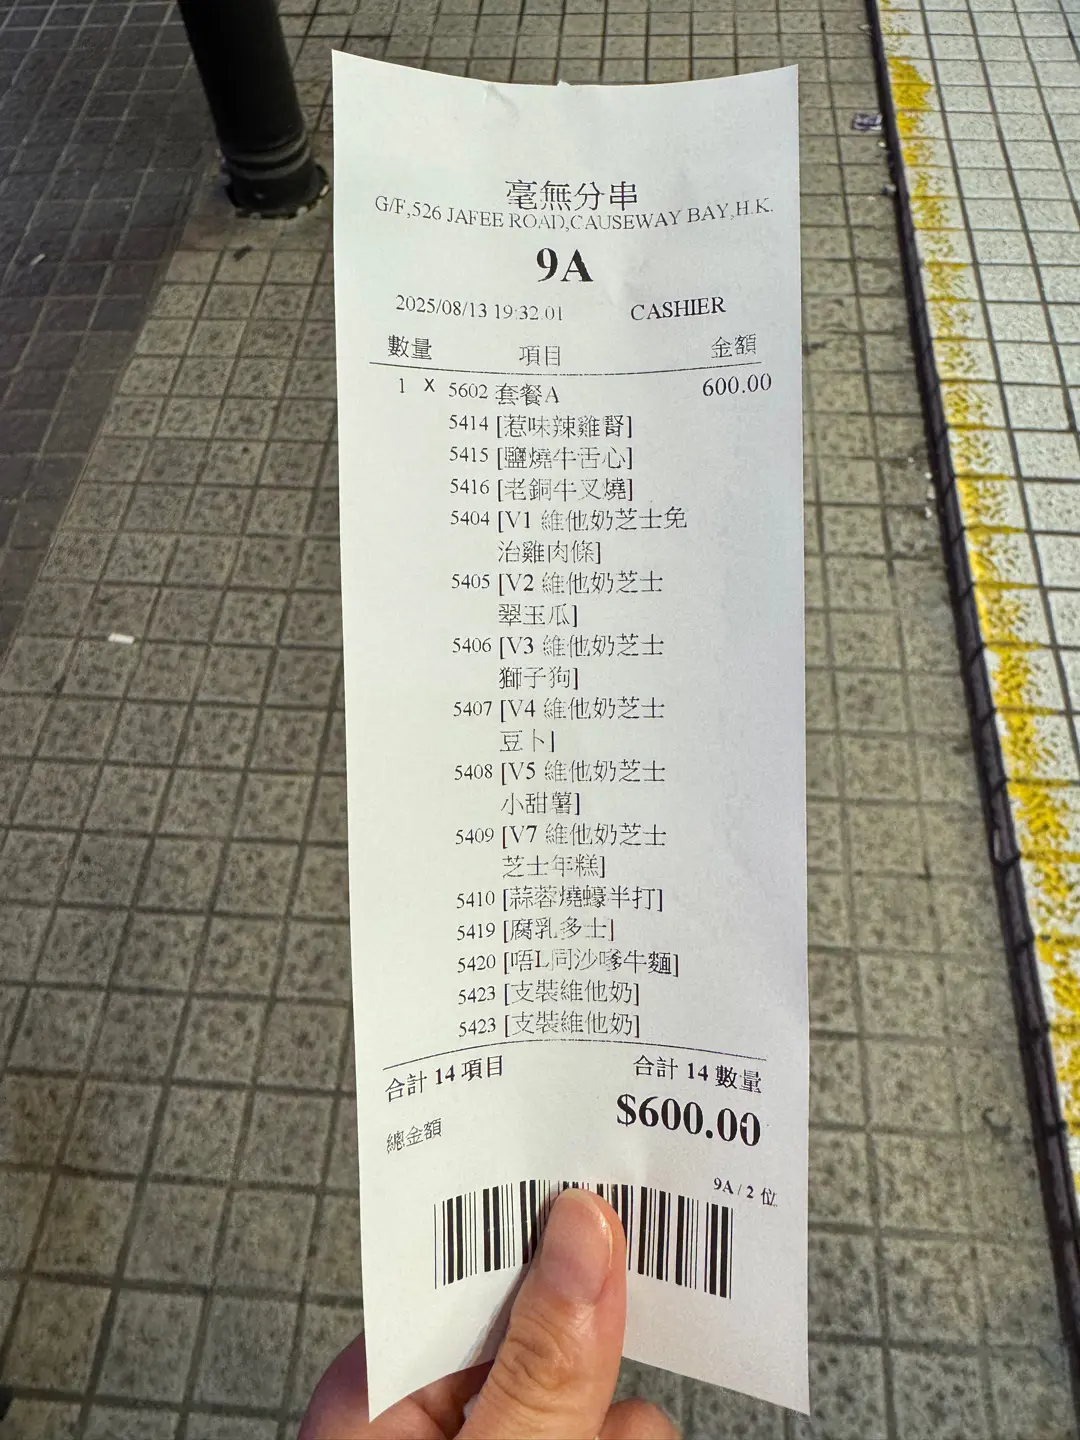 毫無分串
G/F,526 JAFEE ROAD,CAUSEWAY BAY,H.K.
9A
2025/08/13 19:32:01 CASHIER
數量 項目 金額
1 X 5602 套餐A 600.00
5414 [惹味辣雞腎]
5415 [鹽燒牛舌心]
5416 [老銅牛叉燒]
5404 [V1 維他奶芝士免
治雞肉條]
5405 [V2 維他奶芝士
翠玉瓜]
5406 [V3 維他奶芝士
獅子狗]
5407 [V4 維他奶芝士
豆卜]
5408 [V5 維他奶芝士
小甜薯]
5409 [V7 維他奶芝士
芝士年糕]
5410 [蒜蓉燒蠔半打]
5419 [腐乳多士]
5420 [唔L同沙嗲牛麵]
5423 [支裝維他奶]
5423 [支裝維他奶]
合計 14 項目 合計 14 數量
總金額 $600.00
9A / 2 位